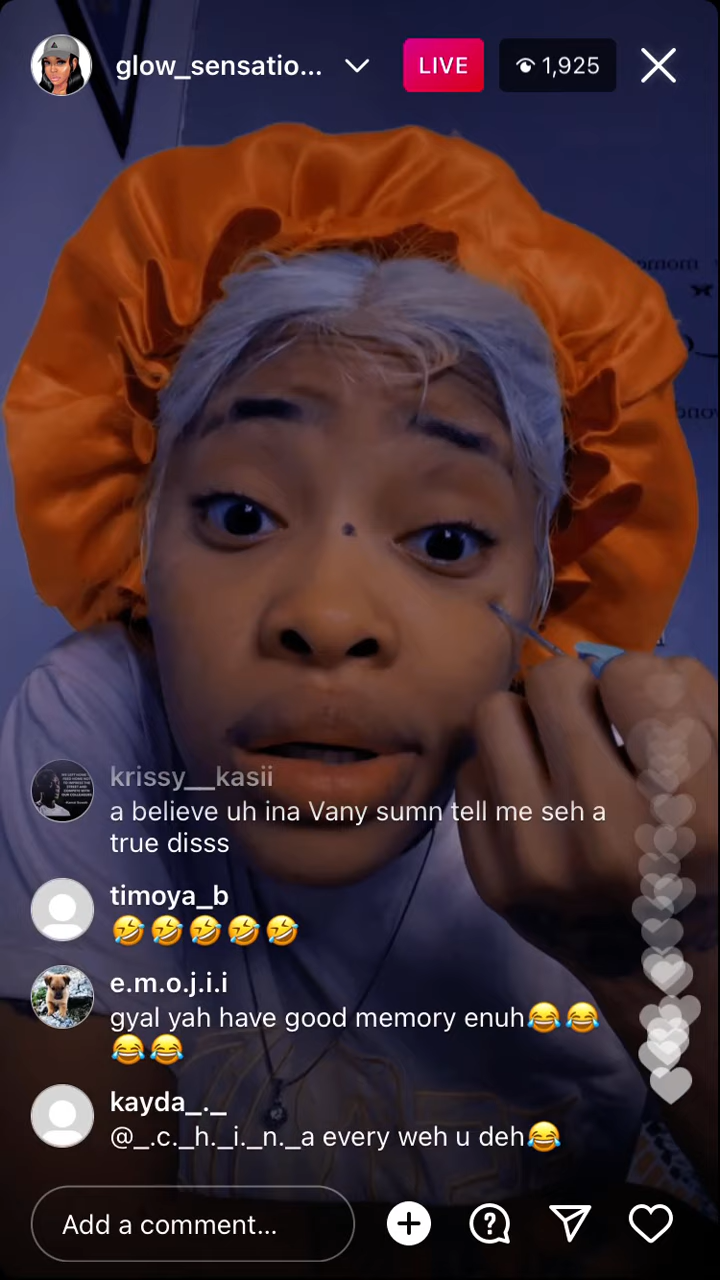 glow_sensatio...
LIVE
1,925
krissy__kasii
a believe uh ina Vany sumn tell me seh a
true disss
timoya_b
🤣🤣🤣🤣🤣
e.m.o.j.i.i
gyal yah have good memory enuh😂😂
😂😂
kayda_._
@_.c._h._i._n._a every weh u deh😂
Add a comment...